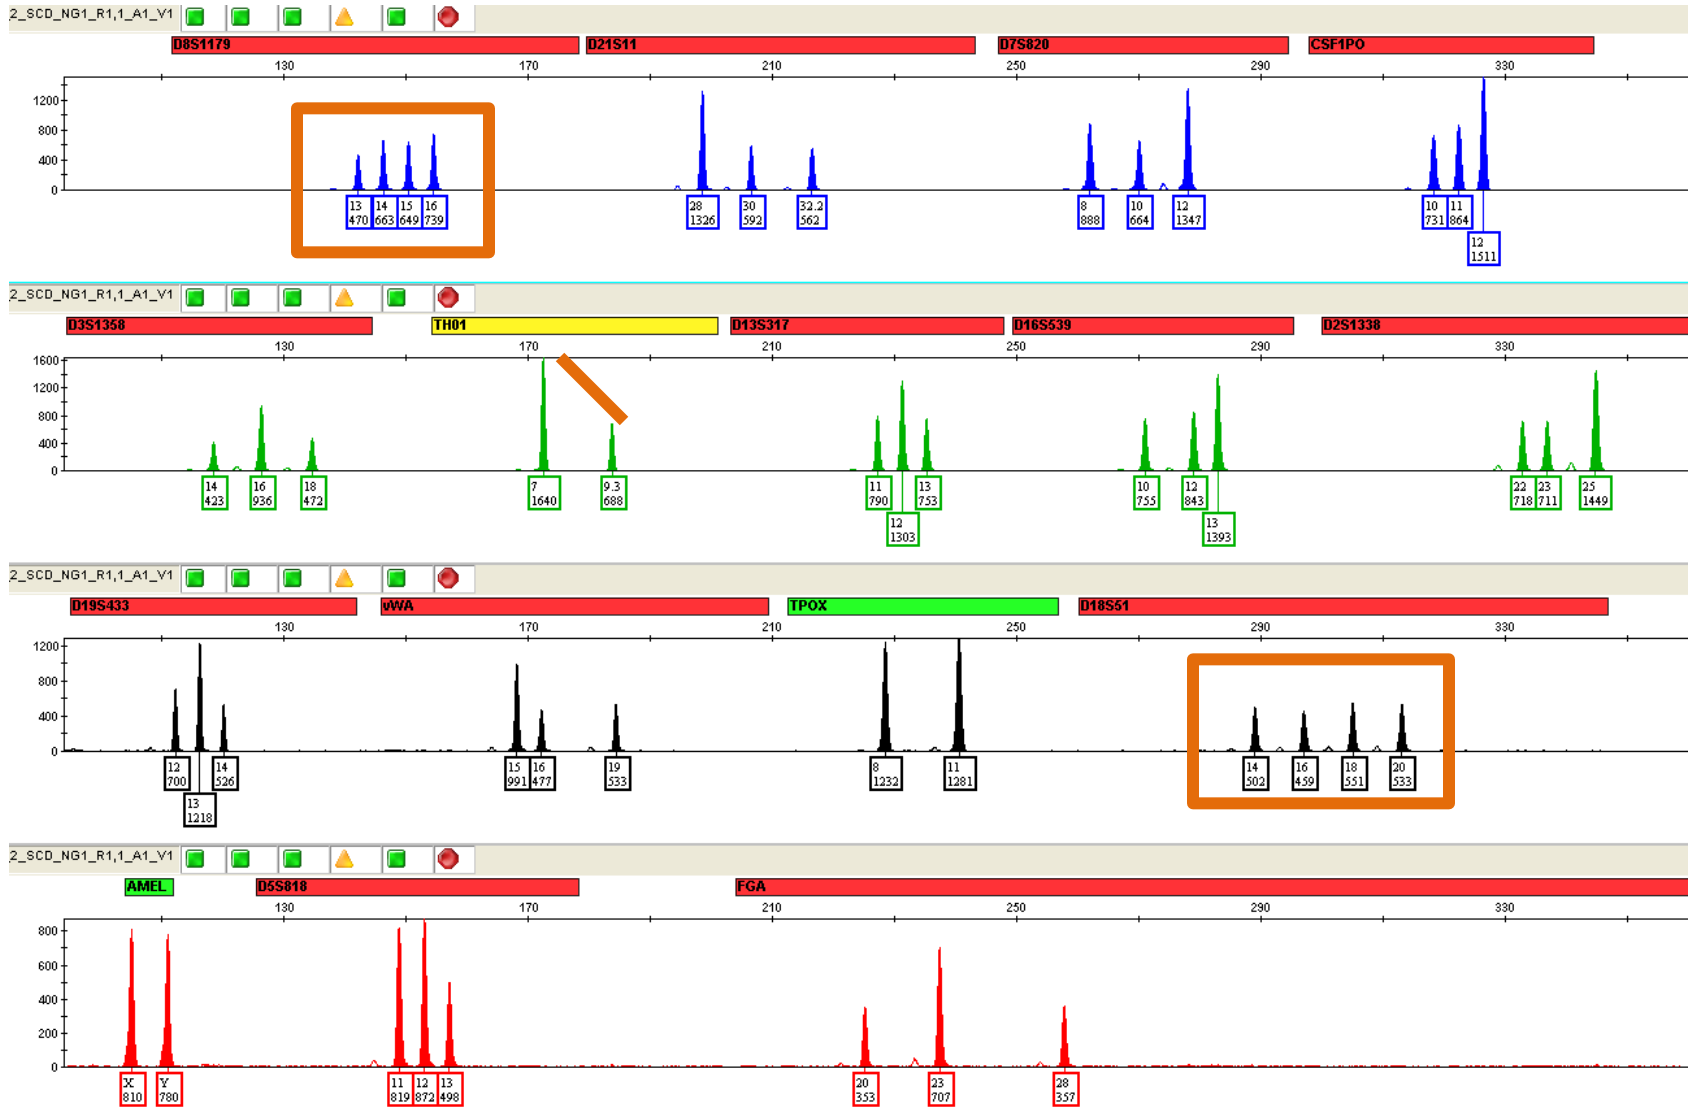 2_SCD_NG1_R1,1_A1_V1
D8S1179 D21S11 D7S820 CSF1PO
130 170 210 250 290 330
1200
800
400
0
13 14 15 16 28 30 32.2 8 10 12 10 11
470 663 649 739 1326 592 562 888 664 1347 731 864
12
1511
2_SCD_NG1_R1,1_A1_V1
D3S1358 TH01 D13S317 D16S539 D2S1338
130 170 210 250 290 330
1600
1200
800
400
0
14 16 18 7 9.3 11 13 10 12 22 23 25
423 936 472 1640 688 790 753 755 843 718 711 1449
12 13
1303 1393
2_SCD_NG1_R1,1_A1_V1
D19S433 vWA TPOX D18S51
130 170 210 250 290 330
1200
800
400
0
12 14 15 16 19 8 11 14 16 18 20
700 526 991 477 533 1232 1281 502 459 551 533
13
1218
2_SCD_NG1_R1,1_A1_V1
AMEL D5S818 FGA
130 170 210 250 290 330
800
600
400
200
0
X Y 11 12 13 20 23 28
810 780 819 872 498 353 707 357